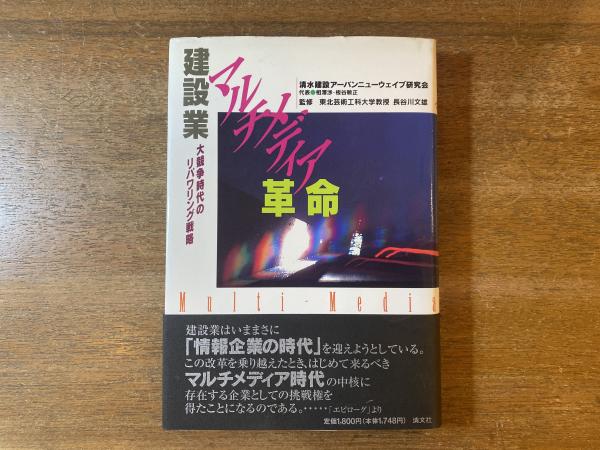 建設業
マルチメディア
革命
大競争時代の
リパワリング戦略
清水建設アーバンニューウェイブ研究会
代表●相澤渉・板谷敏正
監修 東北芸術工科大学教授 長谷川文雄
Multi-Media
建設業はいままさに
「情報企業の時代」を迎えようとしている。
この改革を乗り越えたとき、はじめて来るべき
マルチメディア時代の中核に
存在する企業としての挑戦権を
得たことになるのである。‥‥‥「エピローグ」より
定価1,800円(本体1,748円) 清文社